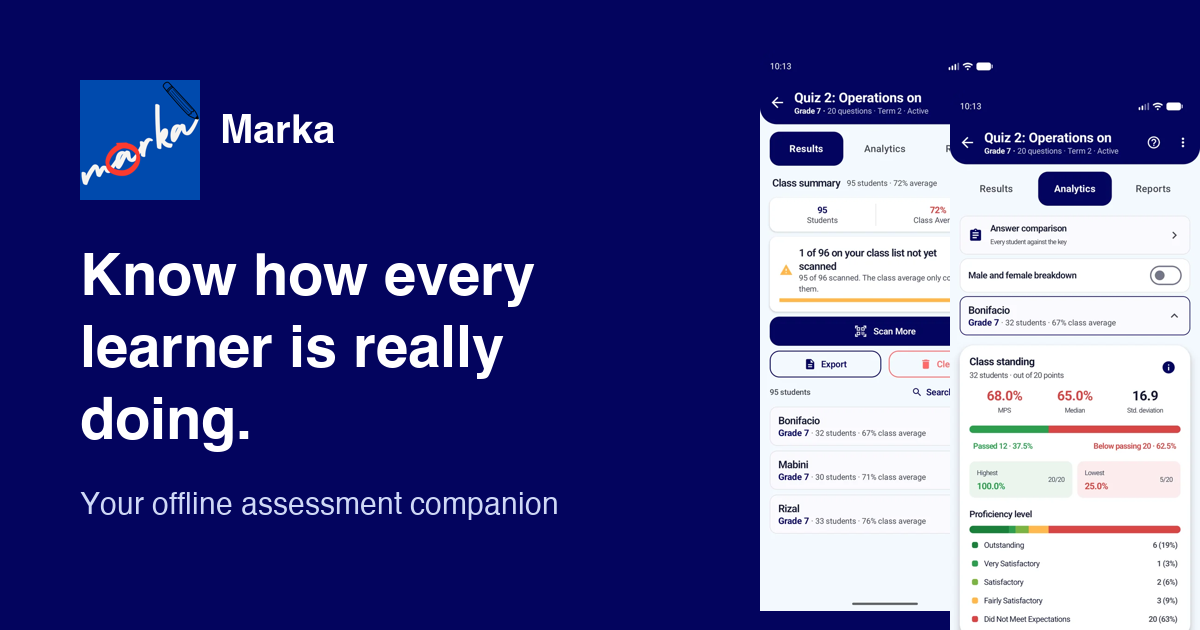 marka
Marka
Know how every
learner is really
doing.
Your offline assessment companion
10:13
Quiz 2: Operations on
Grade 7 · 20 questions · Term 2 · Active
Results
Analytics
R
Class summary 95 students · 72% average
95
Students
72%
Class Aver
1 of 96 on your class list not yet
scanned
95 of 96 scanned. The class average only co
them.
Scan More
Export
Cle
95 students
Search
Bonifacio
Grade 7 · 32 students · 67% class average
Mabini
Grade 7 · 30 students · 71% class average
Rizal
Grade 7 · 33 students · 76% class average
10:13
Quiz 2: Operations on
Grade 7 · 20 questions · Term 2 · Active
Results
Analytics
Reports
Answer comparison
Every student against the key
Male and female breakdown
Bonifacio
Grade 7 · 32 students · 67% class average
Class standing
32 students · out of 20 points
68.0%
MPS
65.0%
Median
16.9
Std. deviation
Passed 12 · 37.5%
Below passing 20 · 62.5%
Highest
100.0%
20/20
Lowest
25.0%
5/20
Proficiency level
Outstanding 6 (19%)
Very Satisfactory 1 (3%)
Satisfactory 2 (6%)
Fairly Satisfactory 3 (9%)
Did Not Meet Expectations 20 (63%)